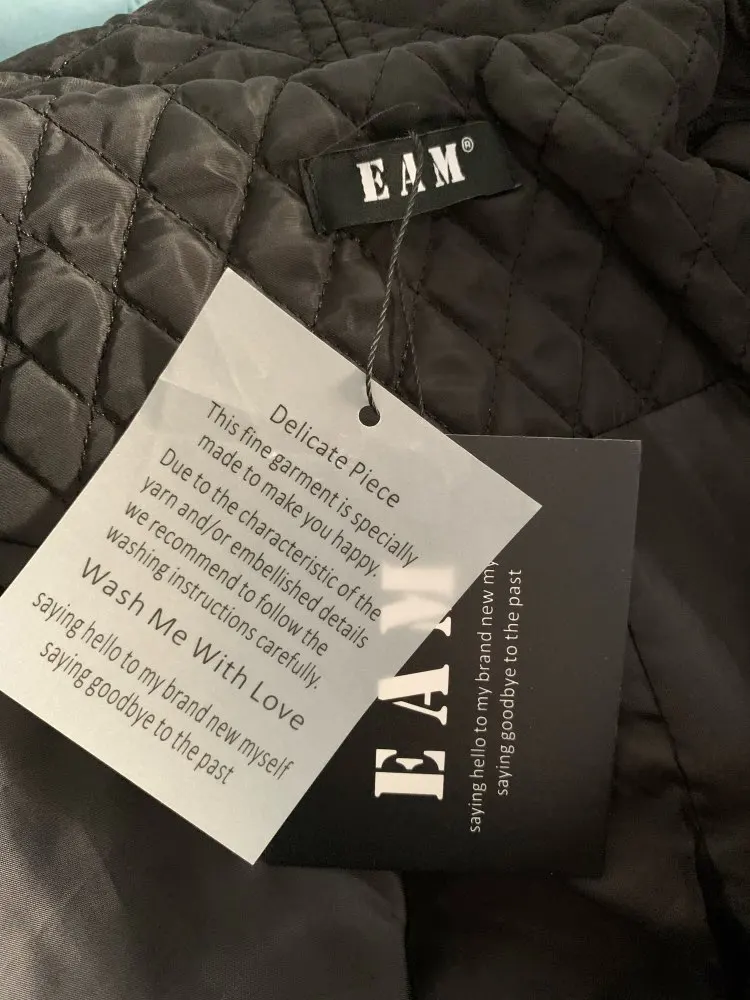 EAM®
Delicate Piece
This fine garment is specially
made to make you happy.
Due to the characteristic of the
yarn and/or embellished details
we recommend to follow the
washing instructions carefully.
Wash Me With Love
saying hello to my brand new myself
saying goodbye to the past
EAM
saying hello to my brand new my
saying goodbye to the past